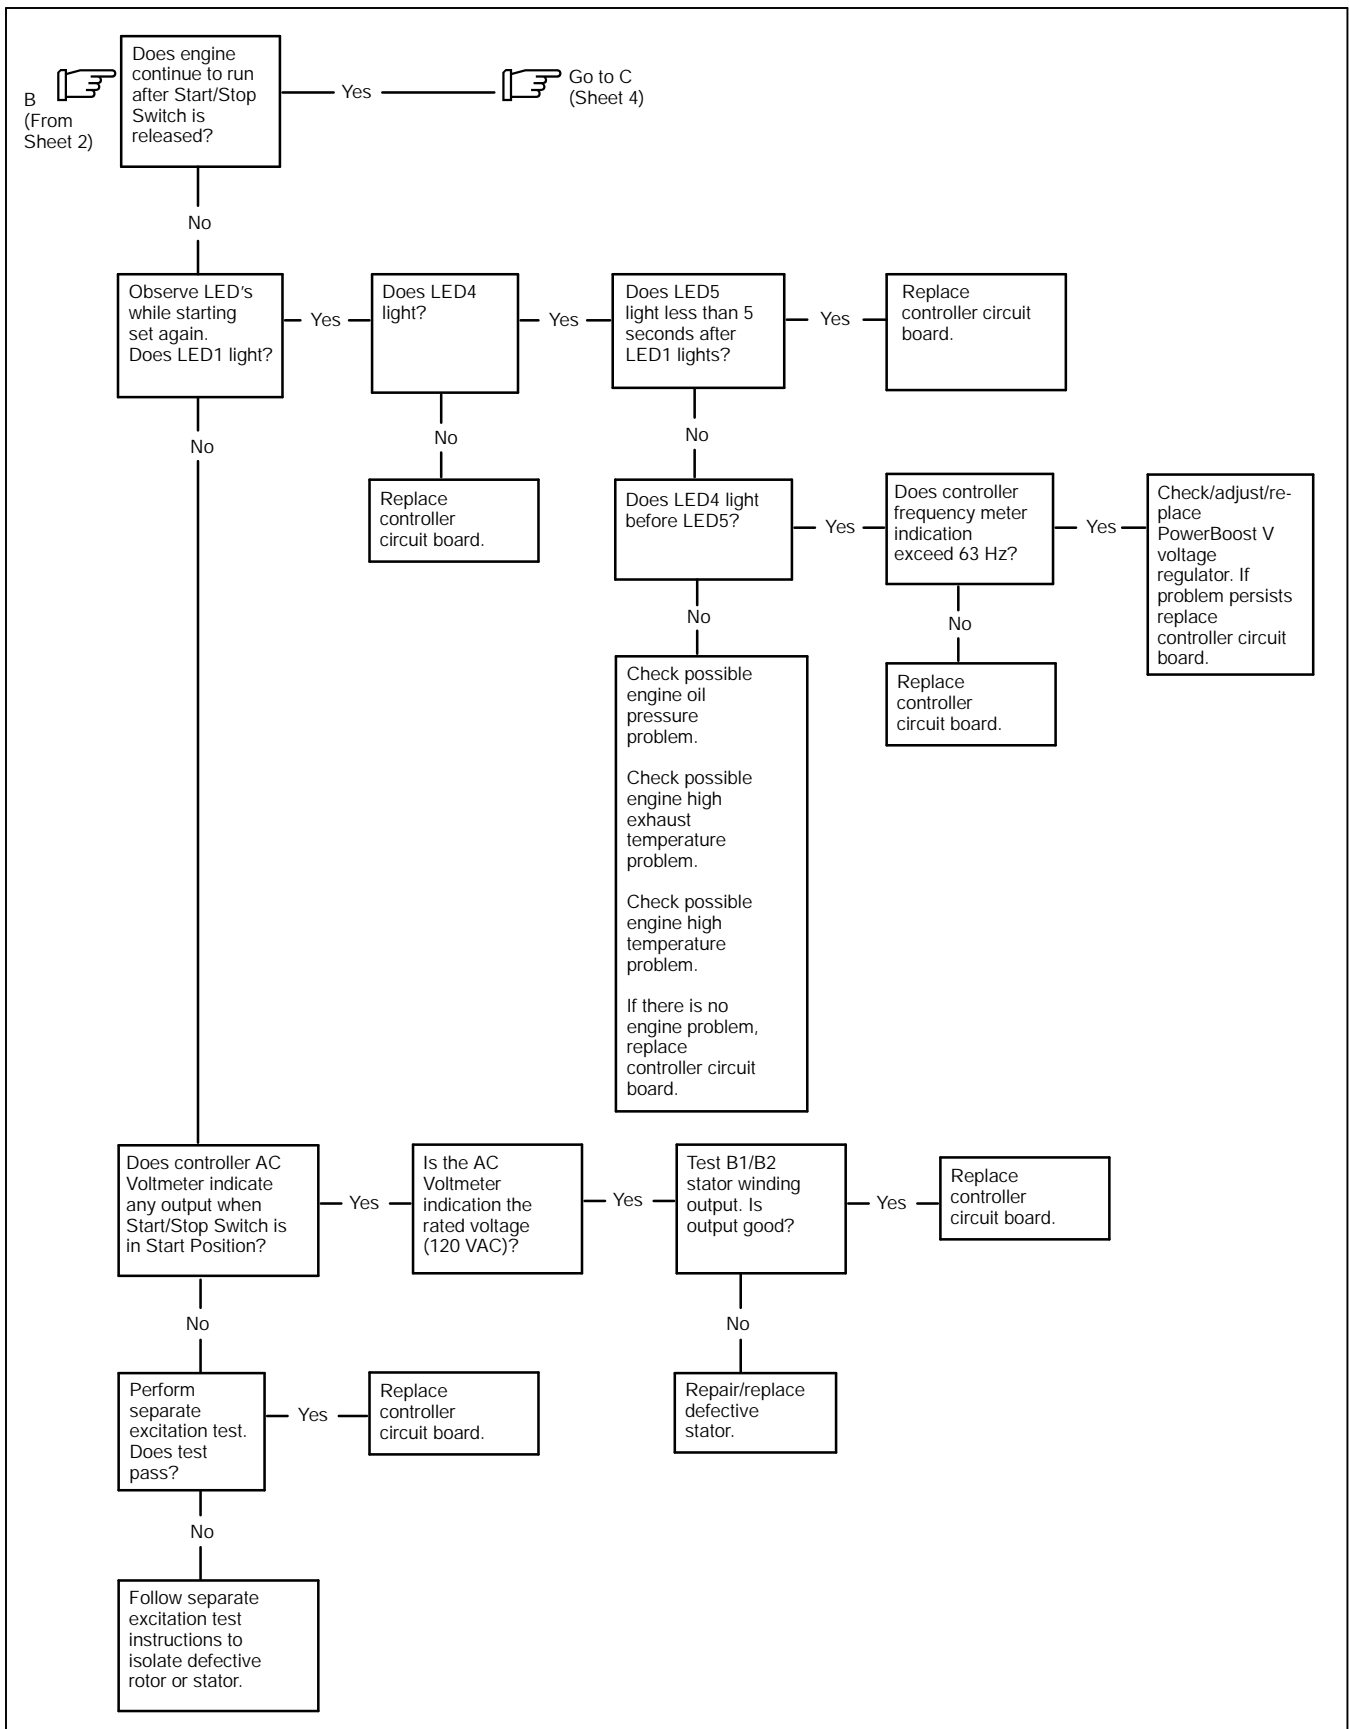 B
(From
Sheet 2)
Does engine
continue to run
after Start/Stop
Switch is
released?
Yes
Go to C
(Sheet 4)
No
Observe LED's
while starting
set again.
Does LED1 light?
Yes
Does LED4
light?
Yes
Does LED5
light less than 5
seconds after
LED1 lights?
Yes
Replace
controller circuit
board.
No
No
No
Replace
controller
circuit board.
Does LED4 light
before LED5?
Yes
Does controller
frequency meter
indication
exceed 63 Hz?
Yes
Check/adjust/re-
place
PowerBoost V
voltage
regulator. If
problem persists
replace
controller circuit
board.
No
No
Replace
controller
circuit board.
Check possible
engine oil
pressure
problem.
Check possible
engine high
exhaust
temperature
problem.
Check possible
engine high
temperature
problem.
If there is no
engine problem,
replace
controller circuit
board.
Does controller AC
Voltmeter indicate
any output when
Start/Stop Switch is
in Start Position?
Yes
Is the AC
Voltmeter
indication the
rated voltage
(120 VAC)?
Yes
Test B1/B2
stator winding
output. Is
output good?
Yes
Replace
controller
circuit board.
No
No
Perform
separate
excitation test.
Does test
pass?
Yes
Replace
controller
circuit board.
Repair/replace
defective
stator.
No
Follow separate
excitation test
instructions to
isolate defective
rotor or stator.